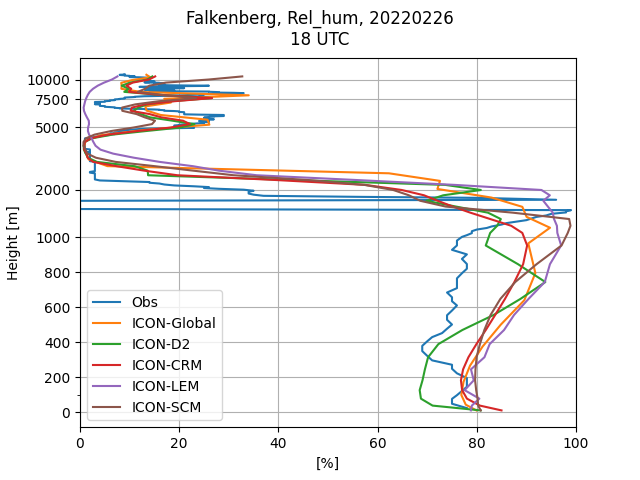 Falkenberg, Rel_hum, 20220226
18 UTC
10000
7500
5000
2000
1000
800
600
400
200
0
Height [m]
Obs
ICON-Global
ICON-D2
ICON-CRM
ICON-LEM
ICON-SCM
0 20 40 60 80 100
[%]